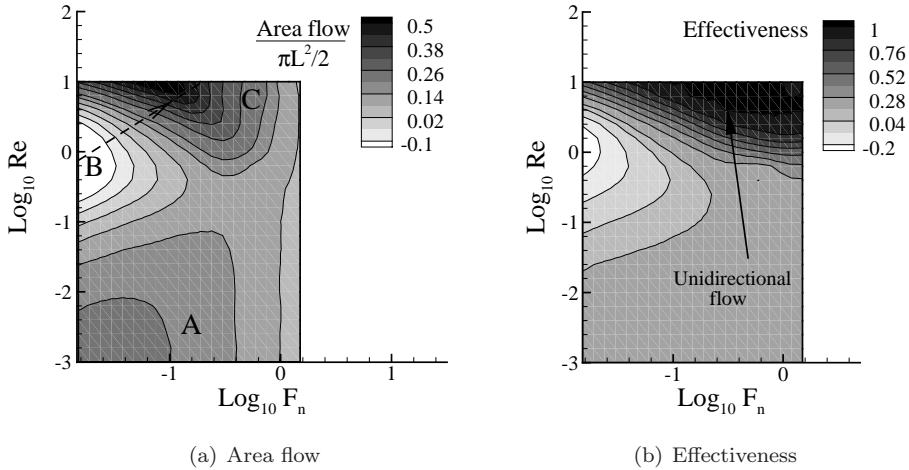 Area flow
πL²/2
0.5
0.38
0.26
0.14
0.02
-0.1
2
1
0
-1
-2
-3
Log₁₀ Re
C
B
A
-1
0
1
Log₁₀ Fₙ
(a) Area flow
Effectiveness
1
0.76
0.52
0.28
0.04
-0.2
2
1
0
-1
-2
-3
Log₁₀ Re
Unidirectional
flow
-1
0
Log₁₀ Fₙ
(b) Effectiveness